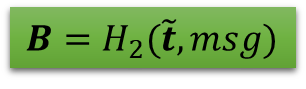 B = H₂(t̃, msg)